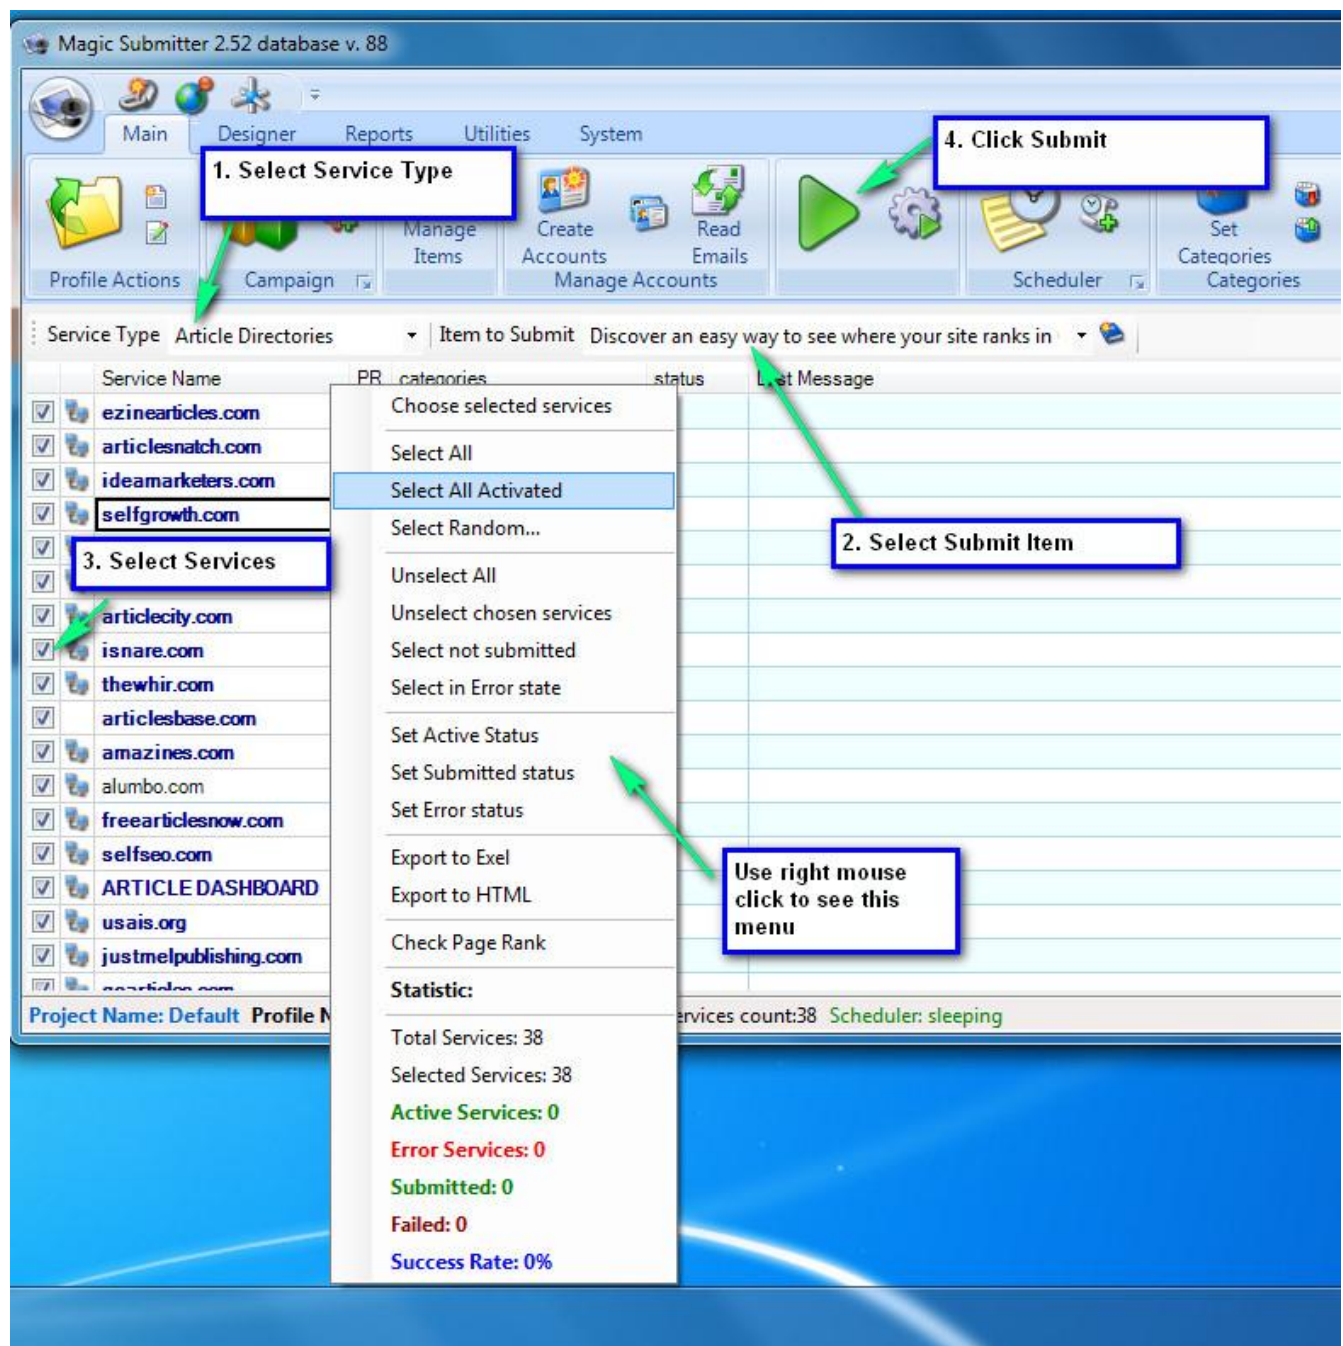 Magic Submitter 2.52 database v. 88
Main Designer Reports Utilities System
4. Click Submit
1. Select Service Type
Manage
Items
Create
Accounts
Read
Emails
Set
Categories
Profile Actions Campaign Manage Accounts Scheduler Categories
Service Type Article Directories Item to Submit Discover an easy way to see where your site ranks in
Service Name PR categories status Last Message
ezinearticles.com
articlesnatch.com
ideamarketers.com
selfgrowth.com
3. Select Services
articlecity.com
isnare.com
thewhir.com
articlesbase.com
amazines.com
alumbo.com
freearticlesnow.com
selfseo.com
ARTICLE DASHBOARD
usais.org
justmelpublishing.com
Choose selected services
Select All
Select All Activated
Select Random...
Unselect All
Unselect chosen services
Select not submitted
Select in Error state
Set Active Status
Set Submitted status
Set Error status
Export to Exel
Export to HTML
Check Page Rank
Statistic:
Total Services: 38
Selected Services: 38
Active Services: 0
Error Services: 0
Submitted: 0
Failed: 0
Success Rate: 0%
2. Select Submit Item
Use right mouse
click to see this
menu
Project Name: Default Profile N ervices count:38 Scheduler: sleeping